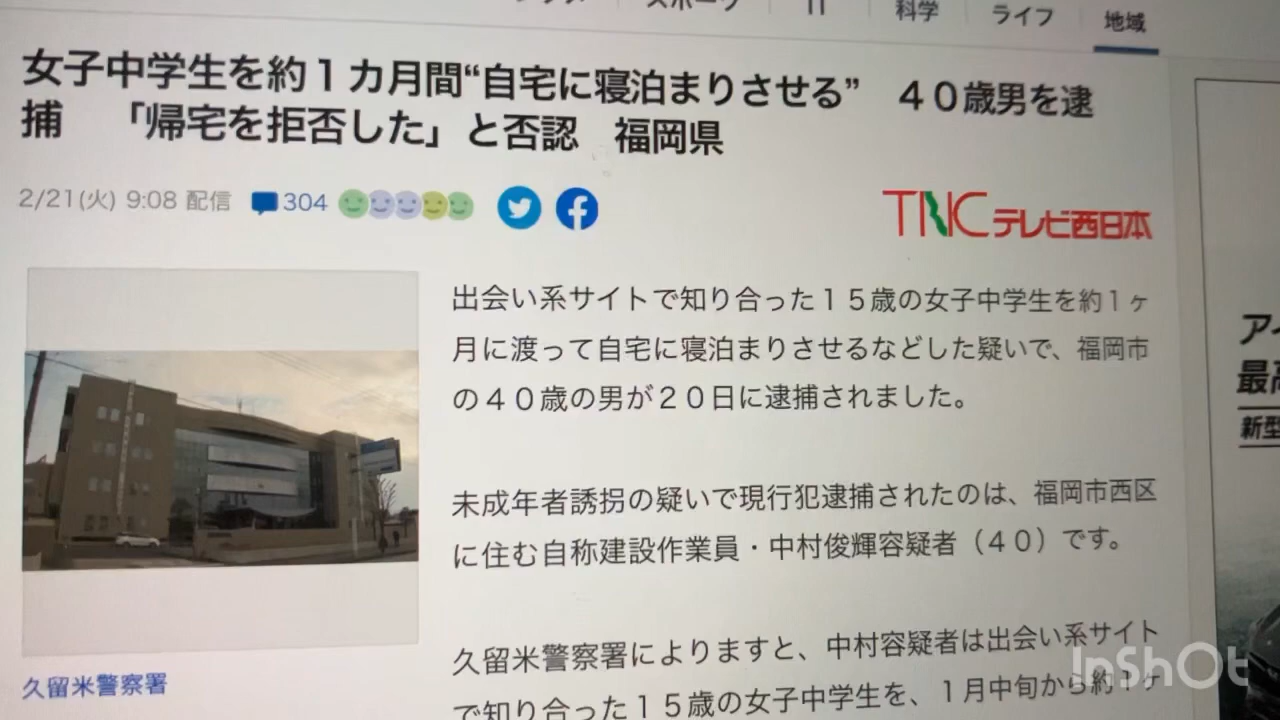 科学
ライフ
地域
女子中学生を約１カ月間“自宅に寝泊まりさせる”　４０歳男を逮
捕　「帰宅を拒否した」と否認　福岡県
2/21(火) 9:08 配信
304
TNCテレビ西日本
出会い系サイトで知り合った１５歳の女子中学生を約１ヶ
月に渡って自宅に寝泊まりさせるなどした疑いで、福岡市
の４０歳の男が２０日に逮捕されました。
未成年者誘拐の疑いで現行犯逮捕されたのは、福岡市西区
に住む自称建設作業員・中村俊輝容疑者（４０）です。
久留米警察署によりますと、中村容疑者は出会い系サイト
で知り合った１５歳の女子中学生を、１月中旬から約１ヶ
久留米警察署
新型
InShOt